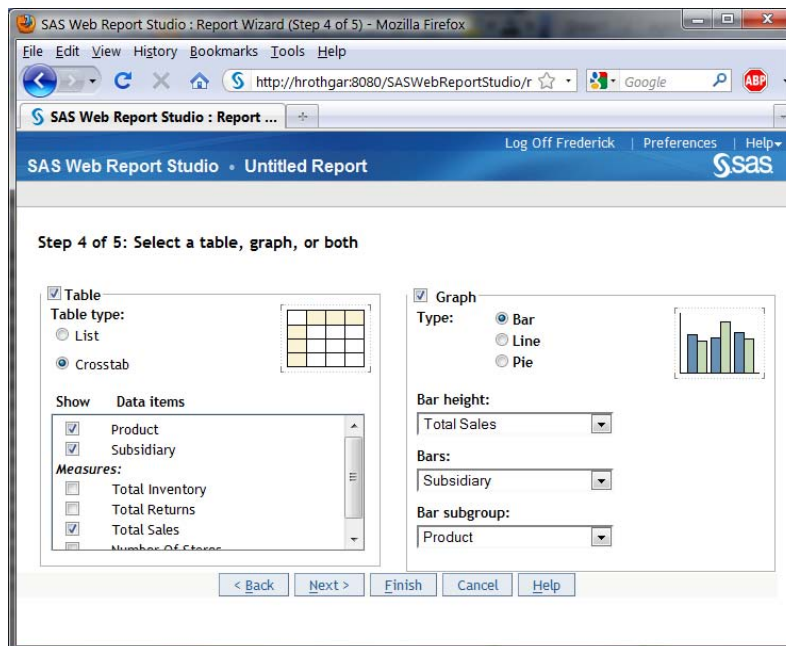 SAS Web Report Studio : Report Wizard (Step 4 of 5) - Mozilla Firefox
File Edit View History Bookmarks Tools Help
http://hrothgar:8080/SASWebReportStudio/r
Google
ABP
SAS Web Report Studio : Report ...
Log Off Frederick | Preferences | Help
SAS Web Report Studio • Untitled Report
sas
Step 4 of 5: Select a table, graph, or both
Table
Table type:
List
Crosstab
Show Data items
Product
Subsidiary
Measures:
Total Inventory
Total Returns
Total Sales
Number Of Stores
Graph
Type:
Bar
Line
Pie
Bar height:
Total Sales
Bars:
Subsidiary
Bar subgroup:
Product
< Back
Next >
Finish
Cancel
Help